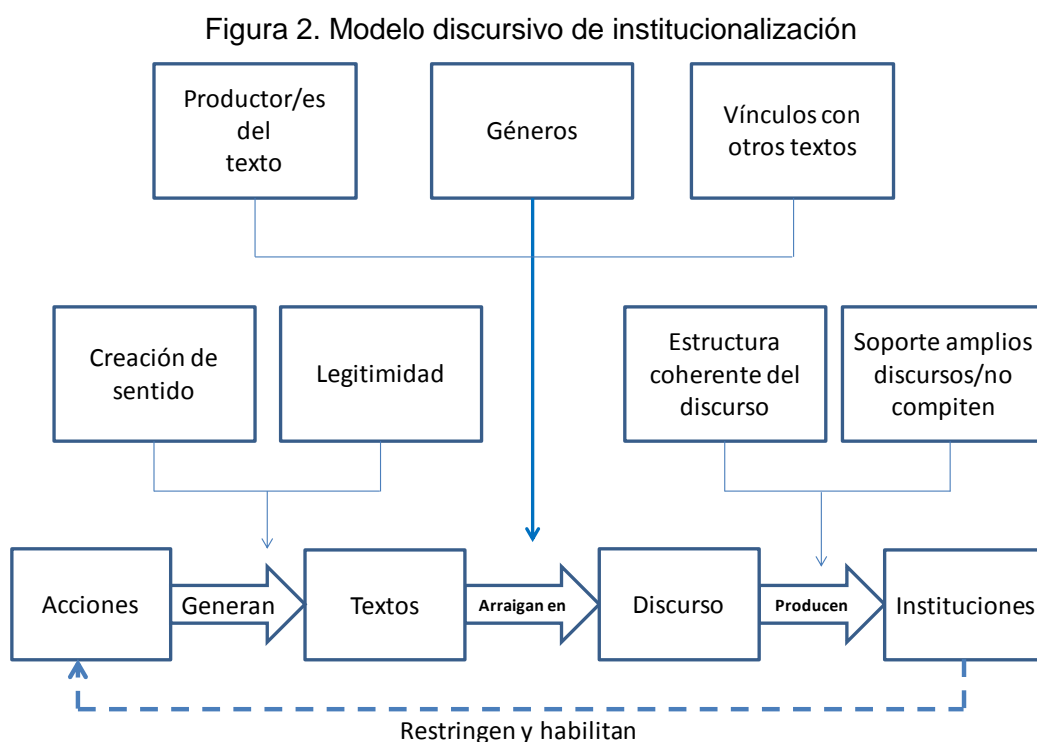 Figura 2. Modelo discursivo de institucionalización
Productor/es
del
texto
Géneros
Vínculos con
otros textos
Creación de
sentido
Legitimidad
Estructura
coherente del
discurso
Soporte amplios
discursos/no
compiten
Acciones
Generan
Textos
Arraigan en
Discurso
Producen
Instituciones
Restringen y habilitan